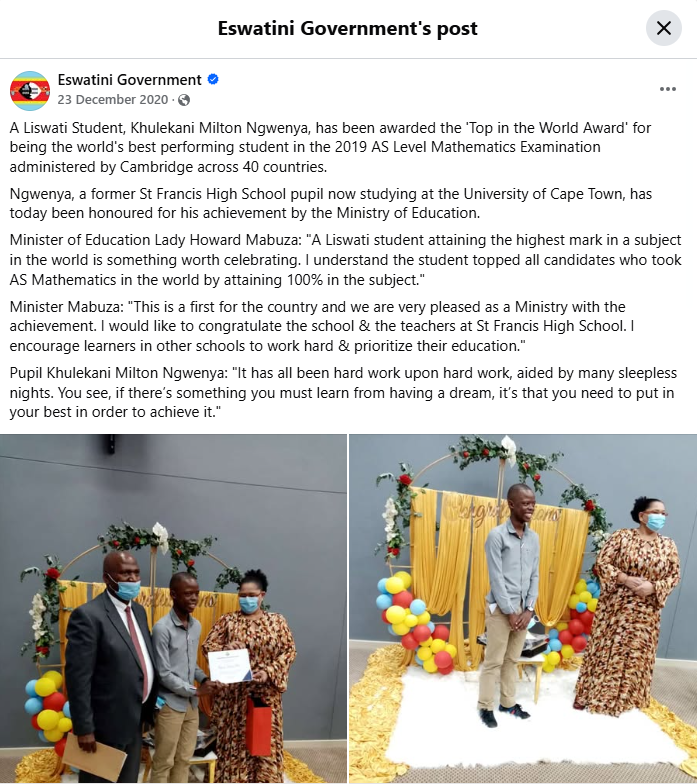 Eswatini Government's post
Eswatini Government
23 December 2020 ·
A Liswati Student, Khulekani Milton Ngwenya, has been awarded the 'Top in the World Award' for
being the world's best performing student in the 2019 AS Level Mathematics Examination
administered by Cambridge across 40 countries.
Ngwenya, a former St Francis High School pupil now studying at the University of Cape Town, has
today been honoured for his achievement by the Ministry of Education.
Minister of Education Lady Howard Mabuza: "A Liswati student attaining the highest mark in a subject
in the world is something worth celebrating. I understand the student topped all candidates who took
AS Mathematics in the world by attaining 100% in the subject."
Minister Mabuza: "This is a first for the country and we are very pleased as a Ministry with the
achievement. I would like to congratulate the school & the teachers at St Francis High School. I
encourage learners in other schools to work hard & prioritize their education."
Pupil Khulekani Milton Ngwenya: "It has all been hard work upon hard work, aided by many sleepless
nights. You see, if there's something you must learn from having a dream, it's that you need to put in
your best in order to achieve it."